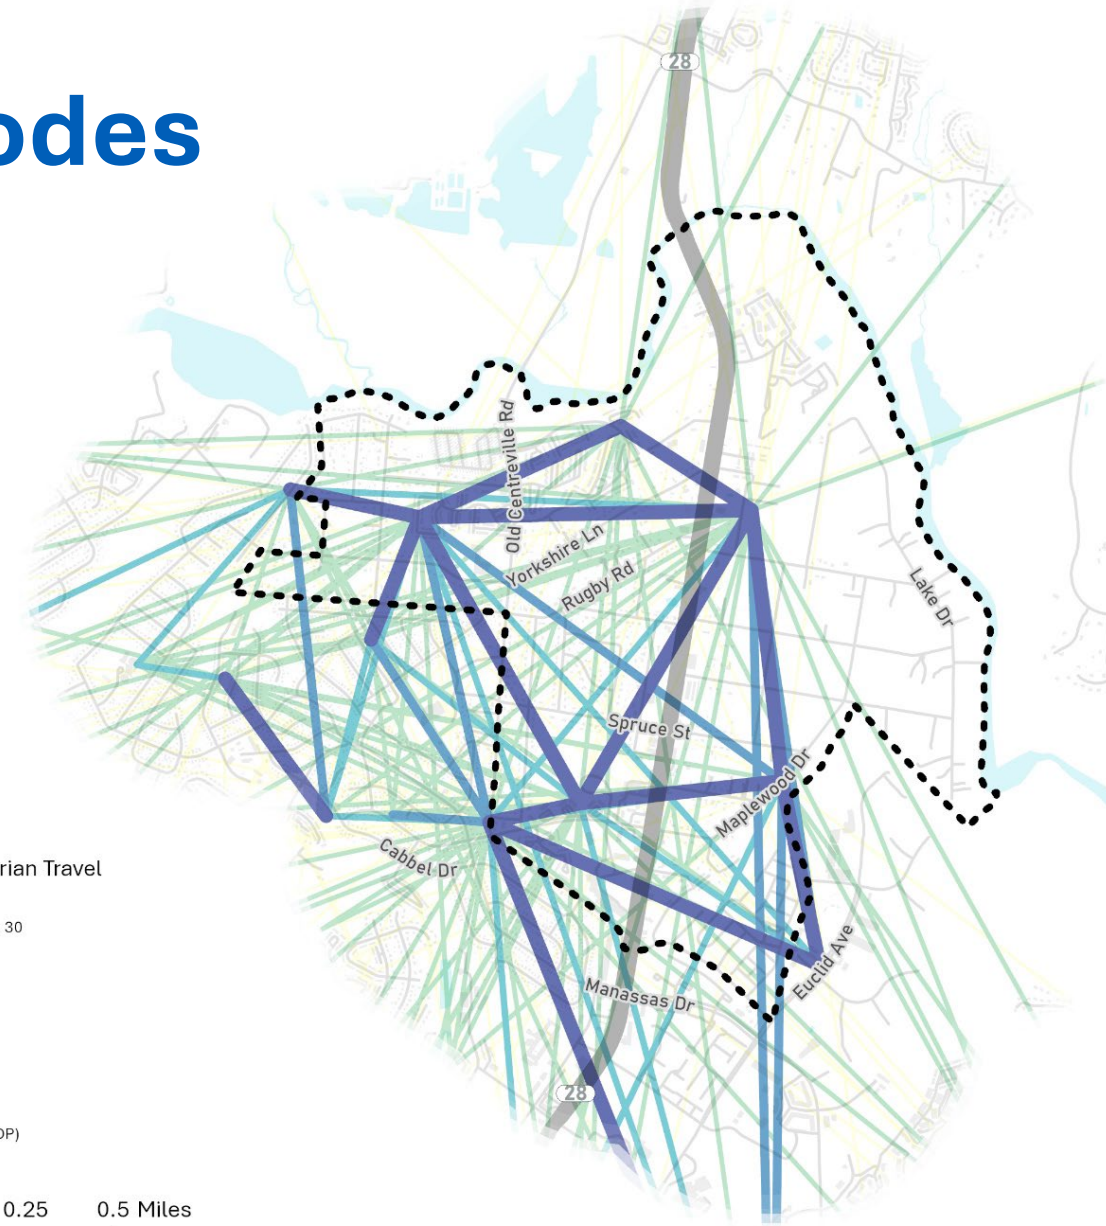 odes
28
Old Centreville Rd
Yorkshire Ln
Rugby Rd
Lake Dr
Spruce St
Maplewood Dr
Cabbel Dr
Euclid Ave
Manassas Dr
28
rian Travel
30
OP)
0.25 0.5 Miles